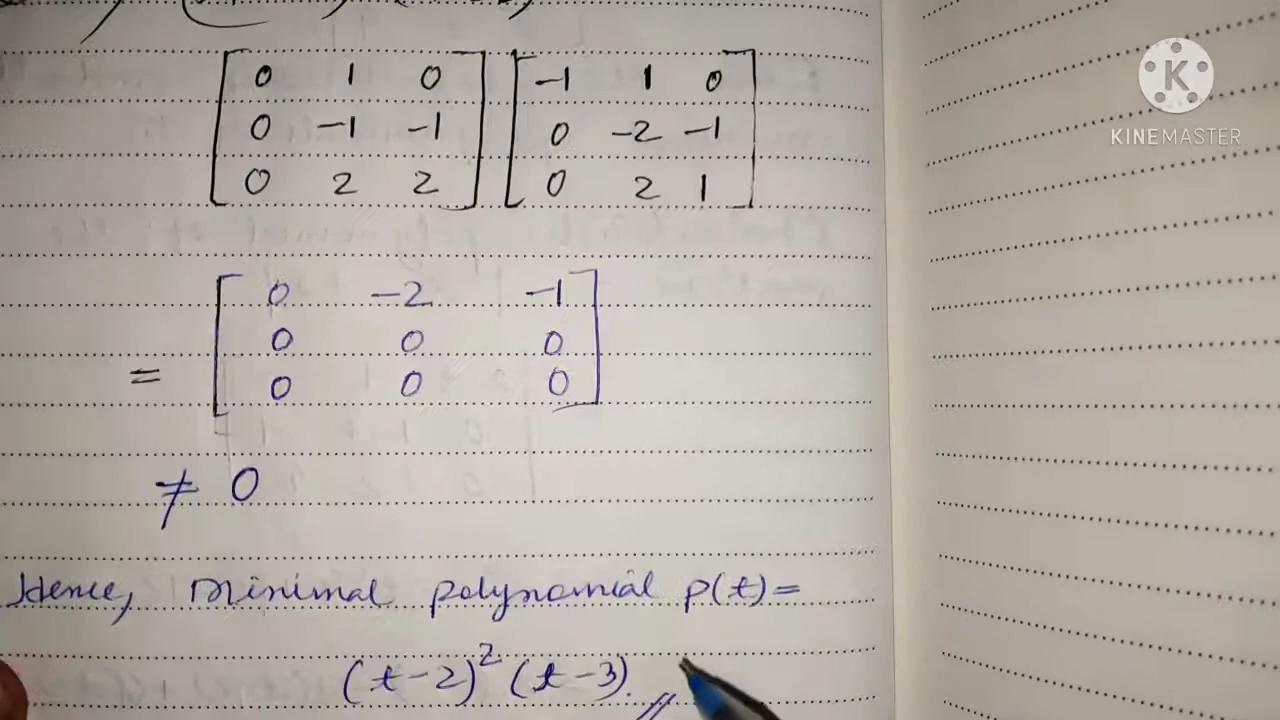 0 1 0 -1 1 0
0 -1 -1 0 -2 -1
0 2 2 0 2 1
KINEMASTER
0 -2 -1
0 0 0
= 0 0 0
≠ 0
Hence, Minimal polynomial p(t)=
(t-2)² (t-3).